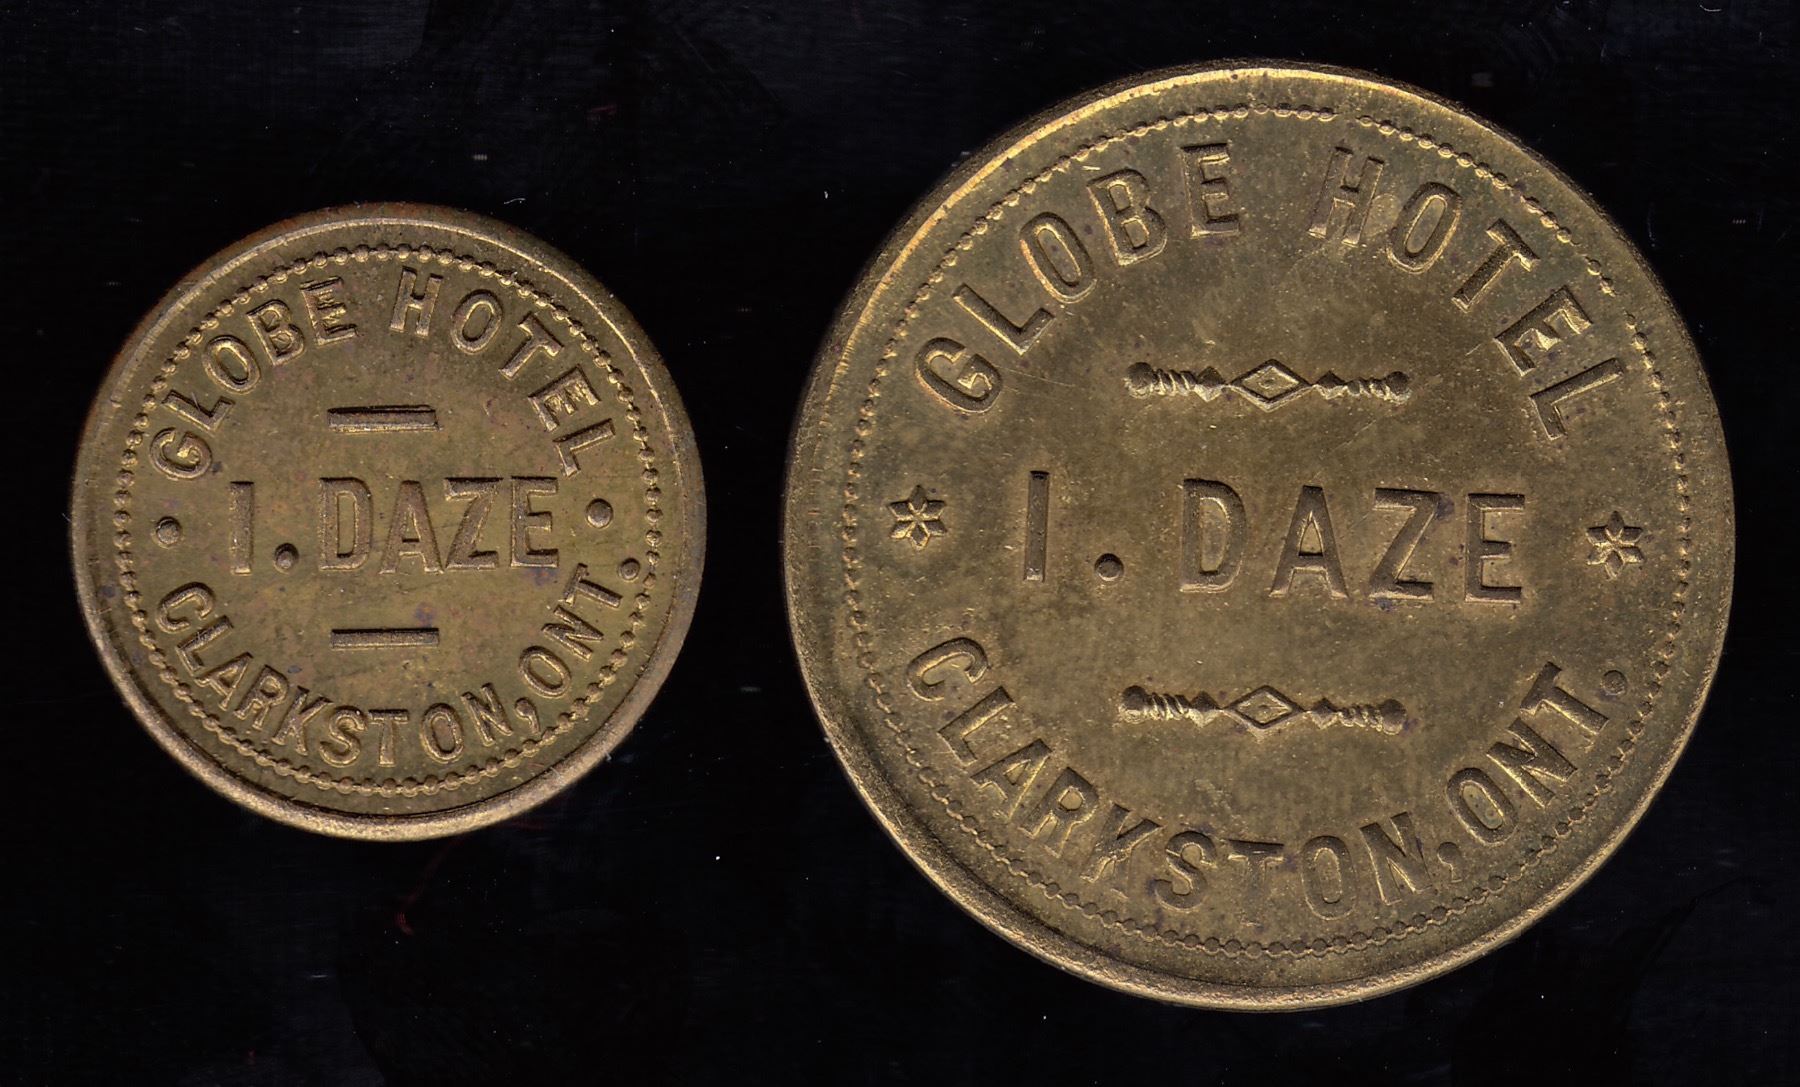 GLOBE HOTEL
I. DAZE
CLARKSTON, ONT.
GLOBE HOTEL
I. DAZE
CLARKSTON, ONT.